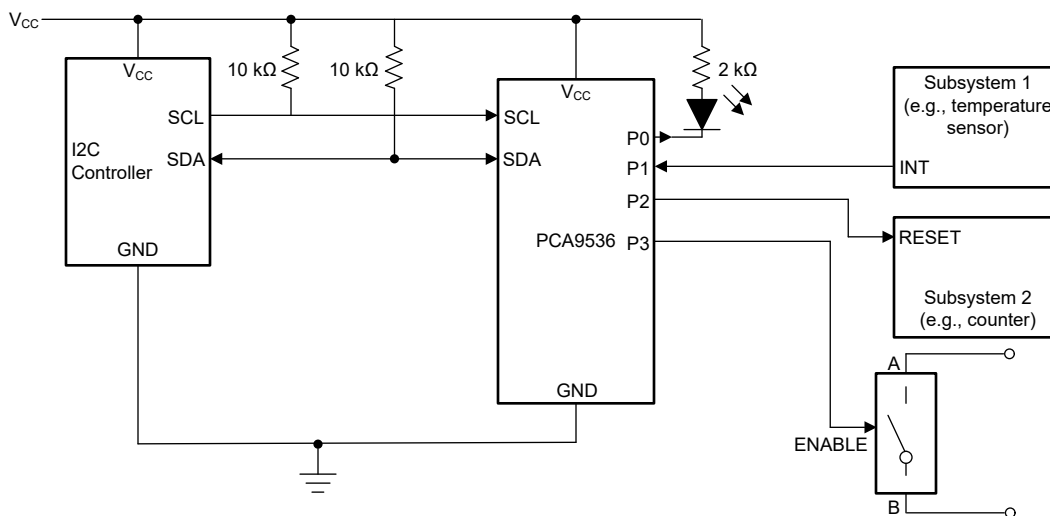 VCC
VCC
10 kΩ
10 kΩ
SCL
SDA
I2C
Controller
GND
VCC
SCL
SDA
PCA9536
P0
P1
P2
P3
GND
2 kΩ
Subsystem 1
(e.g., temperature
sensor)
INT
RESET
Subsystem 2
(e.g., counter)
A
ENABLE
B